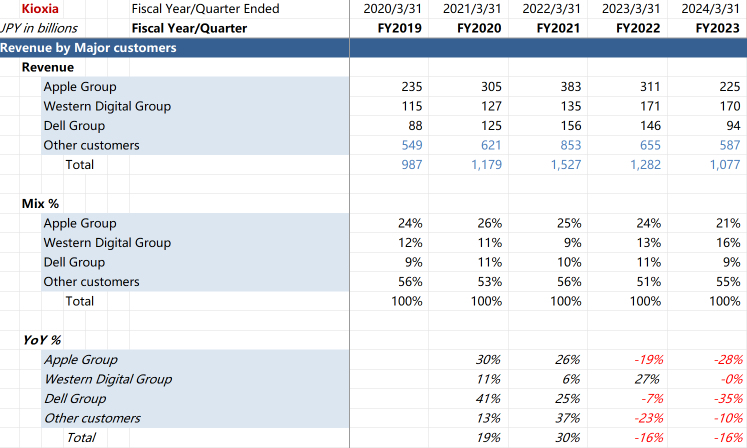 Kioxia Fiscal Year/Quarter Ended 2020/3/31 2021/3/31 2022/3/31 2023/3/31 2024/3/31
JPY in billions Fiscal Year/Quarter FY2019 FY2020 FY2021 FY2022 FY2023
Revenue by Major customers
Revenue
Apple Group 235 305 383 311 225
Western Digital Group 115 127 135 171 170
Dell Group 88 125 156 146 94
Other customers 549 621 853 655 587
Total 987 1,179 1,527 1,282 1,077
Mix %
Apple Group 24% 26% 25% 24% 21%
Western Digital Group 12% 11% 9% 13% 16%
Dell Group 9% 11% 10% 11% 9%
Other customers 56% 53% 56% 51% 55%
Total 100% 100% 100% 100% 100%
YoY %
Apple Group 30% 26% -19% -28%
Western Digital Group 11% 6% 27% -0%
Dell Group 41% 25% -7% -35%
Other customers 13% 37% -23% -10%
Total 19% 30% -16% -16%